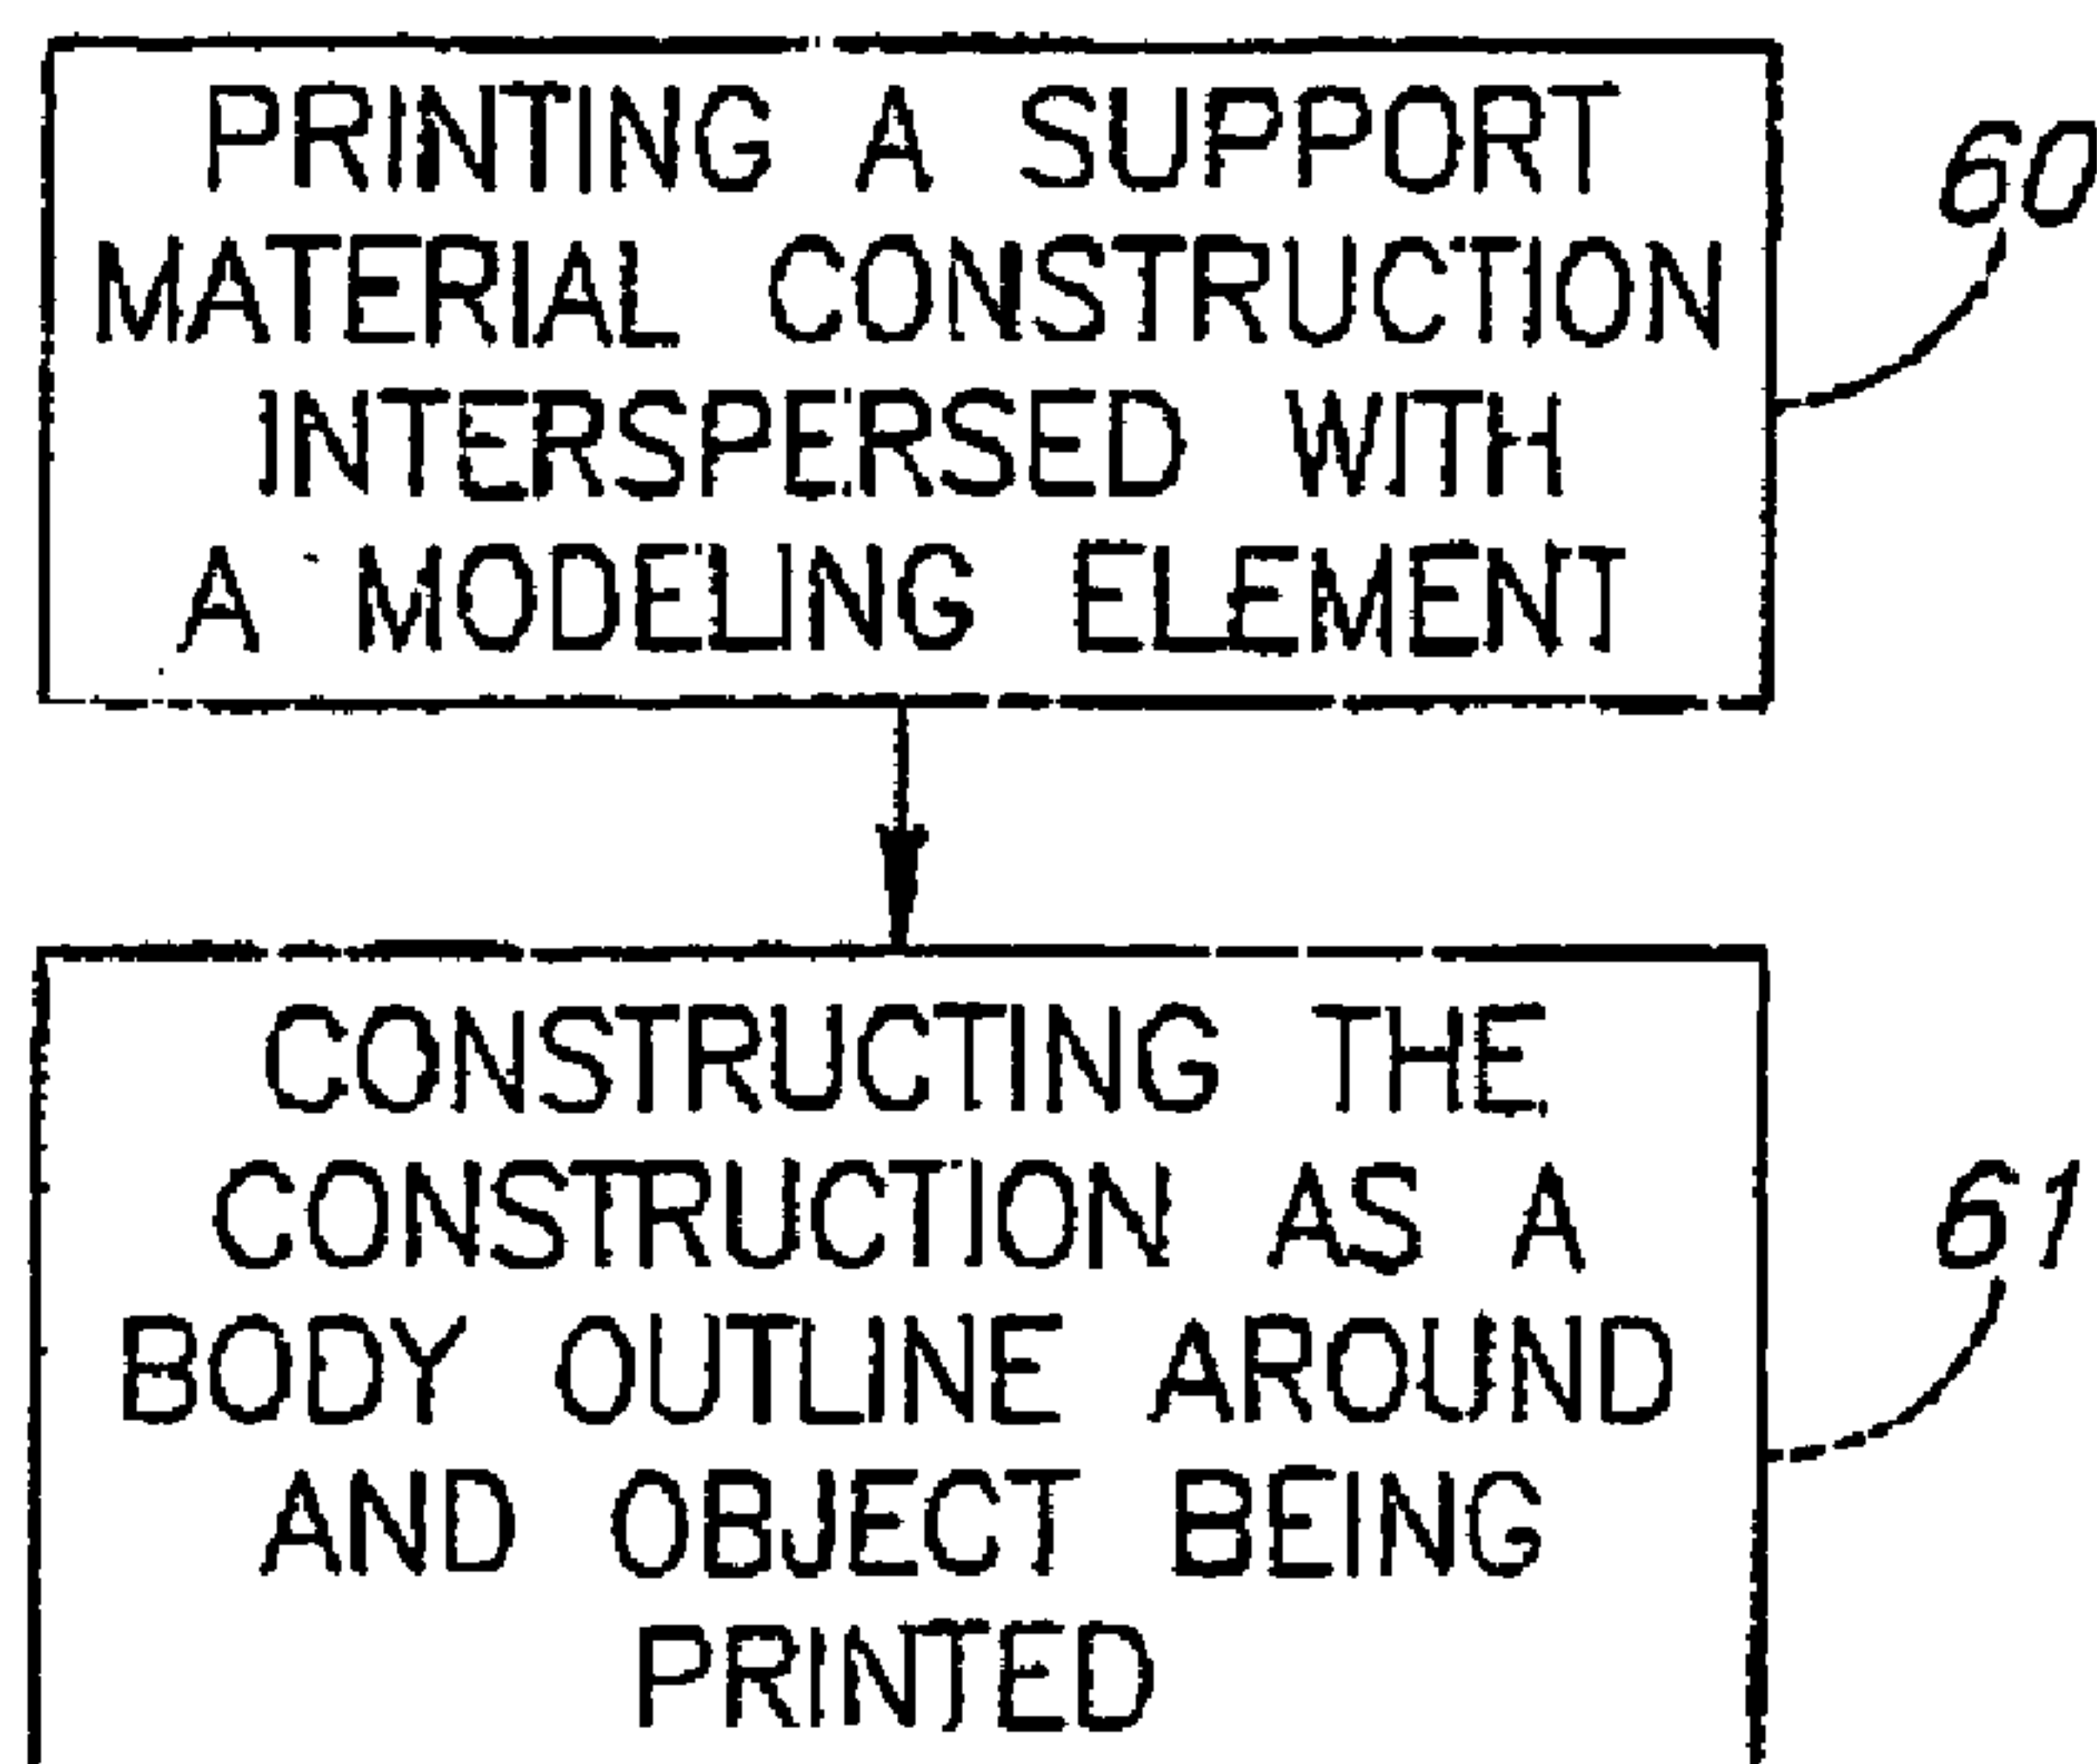 PRINTING A SUPPORT
MATERIAL CONSTRUCTION
INTERSPERSED WITH
A MODELING ELEMENT
60
CONSTRUCTING THE
CONSTRUCTION AS A
BODY OUTLINE AROUND
AND OBJECT BEING
PRINTED
61